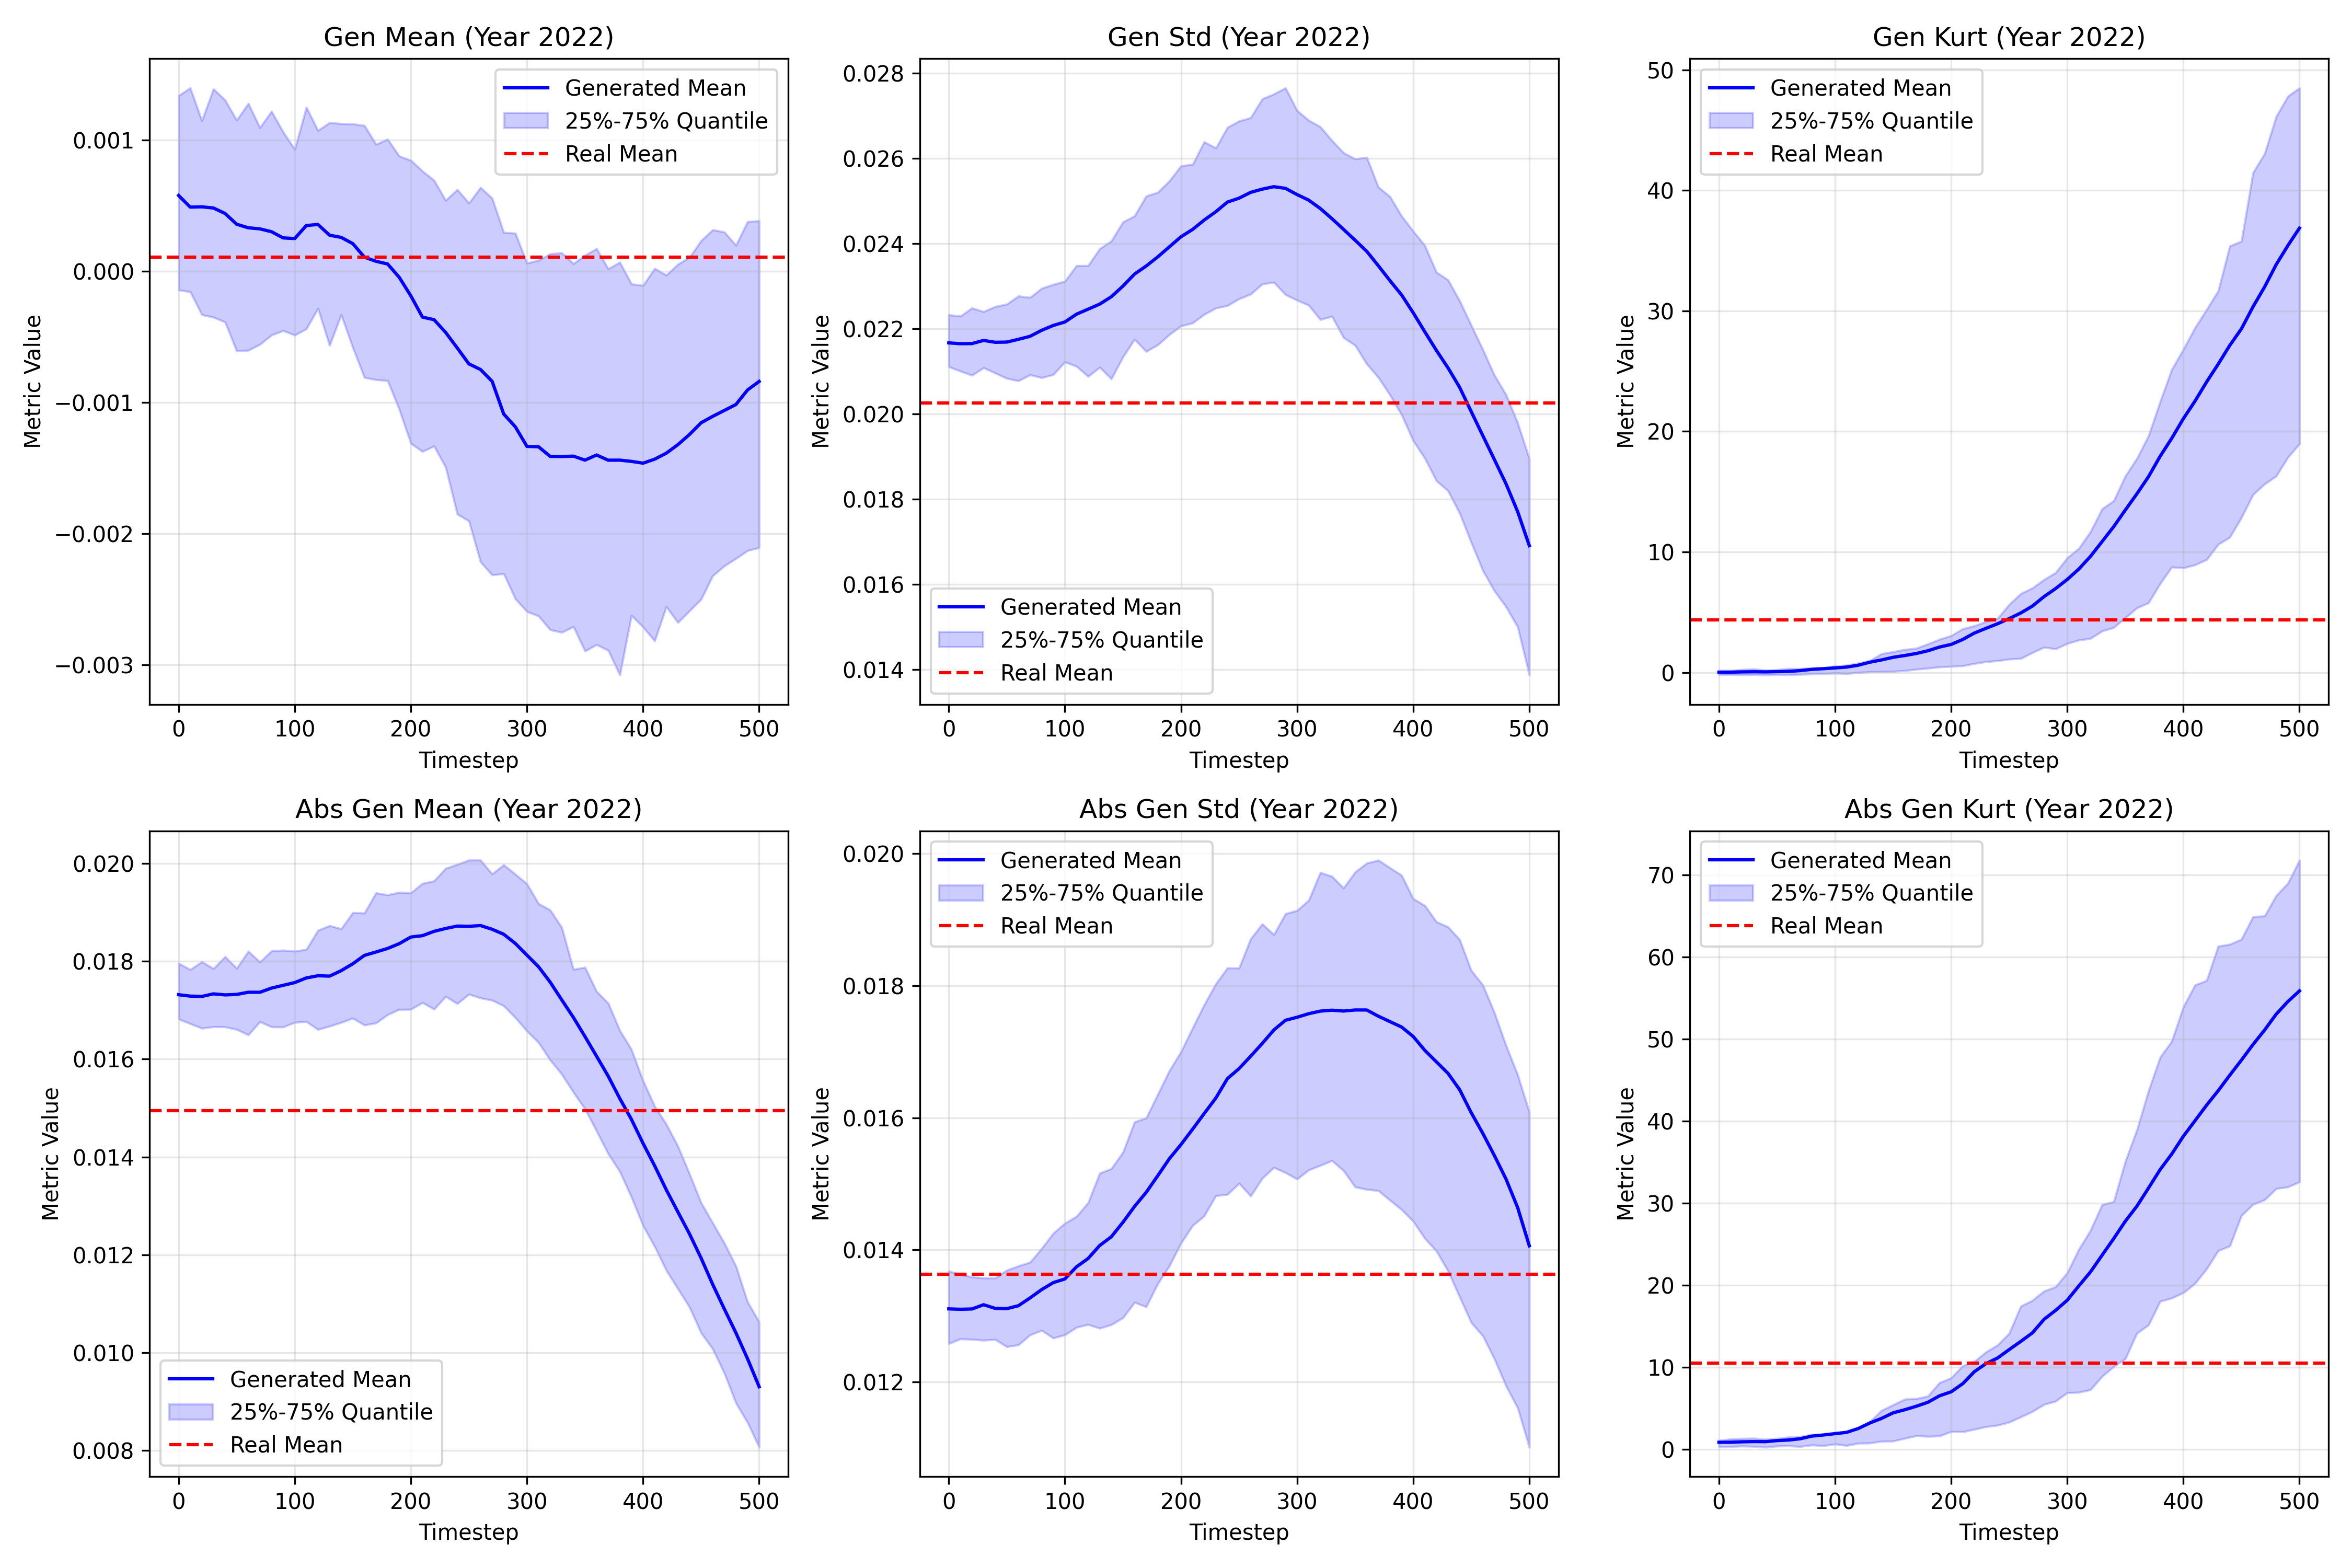 Gen Mean (Year 2022)
Metric Value
0.001
0.000
−0.001
−0.002
−0.003
Generated Mean
25%-75% Quantile
Real Mean
0 100 200 300 400 500
Timestep
Gen Std (Year 2022)
Metric Value
0.028
0.026
0.024
0.022
0.020
0.018
0.016
0.014
Generated Mean
25%-75% Quantile
Real Mean
0 100 200 300 400 500
Timestep
Gen Kurt (Year 2022)
Metric Value
50
40
30
20
10
0
Generated Mean
25%-75% Quantile
Real Mean
0 100 200 300 400 500
Timestep
Abs Gen Mean (Year 2022)
Metric Value
0.020
0.018
0.016
0.014
0.012
0.010
0.008
Generated Mean
25%-75% Quantile
Real Mean
0 100 200 300 400 500
Timestep
Abs Gen Std (Year 2022)
Metric Value
0.020
0.018
0.016
0.014
0.012
Generated Mean
25%-75% Quantile
Real Mean
0 100 200 300 400 500
Timestep
Abs Gen Kurt (Year 2022)
Metric Value
70
60
50
40
30
20
10
0
Generated Mean
25%-75% Quantile
Real Mean
0 100 200 300 400 500
Timestep